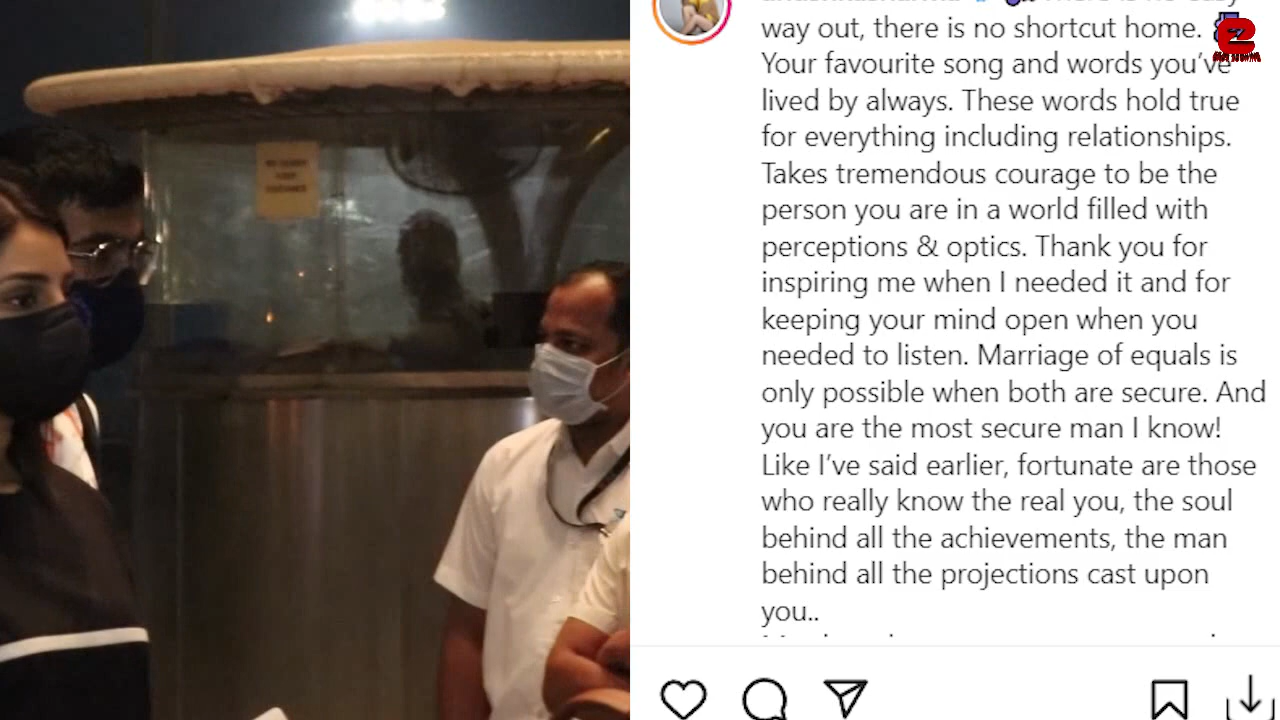 There is no easy
way out, there is no shortcut home.
Your favourite song and words you've
lived by always. These words hold true
for everything including relationships.
Takes tremendous courage to be the
person you are in a world filled with
perceptions & optics. Thank you for
inspiring me when I needed it and for
keeping your mind open when you
needed to listen. Marriage of equals is
only possible when both are secure. And
you are the most secure man I know!
Like I've said earlier, fortunate are those
who really know the real you, the soul
behind all the achievements, the man
behind all the projections cast upon
you..